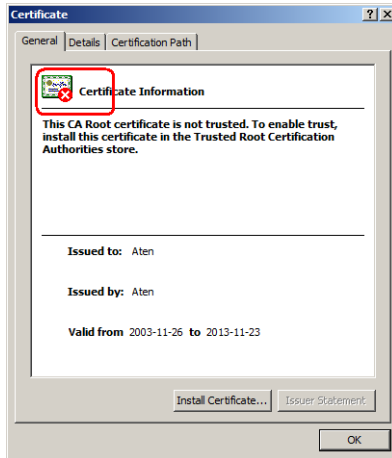 Certificate
General Details Certification Path
Certificate Information
This CA Root certificate is not trusted. To enable trust,
install this certificate in the Trusted Root Certification
Authorities store.
Issued to: Aten
Issued by: Aten
Valid from 2003-11-26 to 2013-11-23
Install Certificate... Issuer Statement
OK